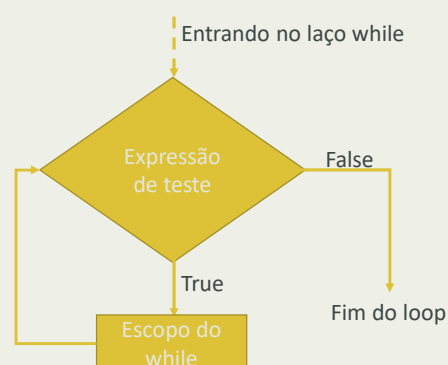 Entrando no laço while
Expressão
de teste
False
True
Fim do loop
Escopo do
while